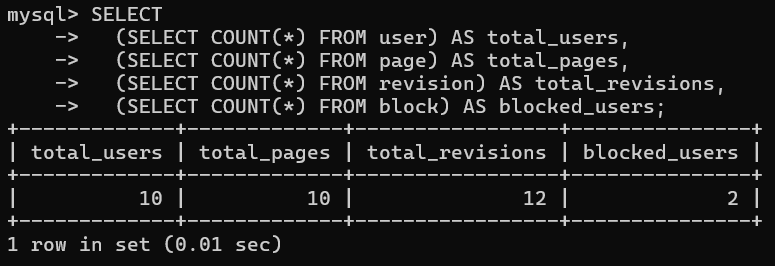 mysql> SELECT
    ->   (SELECT COUNT(*) FROM user) AS total_users,
    ->   (SELECT COUNT(*) FROM page) AS total_pages,
    ->   (SELECT COUNT(*) FROM revision) AS total_revisions,
    ->   (SELECT COUNT(*) FROM block) AS blocked_users;
+-------------+-------------+-----------------+---------------+
| total_users | total_pages | total_revisions | blocked_users |
+-------------+-------------+-----------------+---------------+
|          10 |          10 |              12 |             2 |
+-------------+-------------+-----------------+---------------+
1 row in set (0.01 sec)